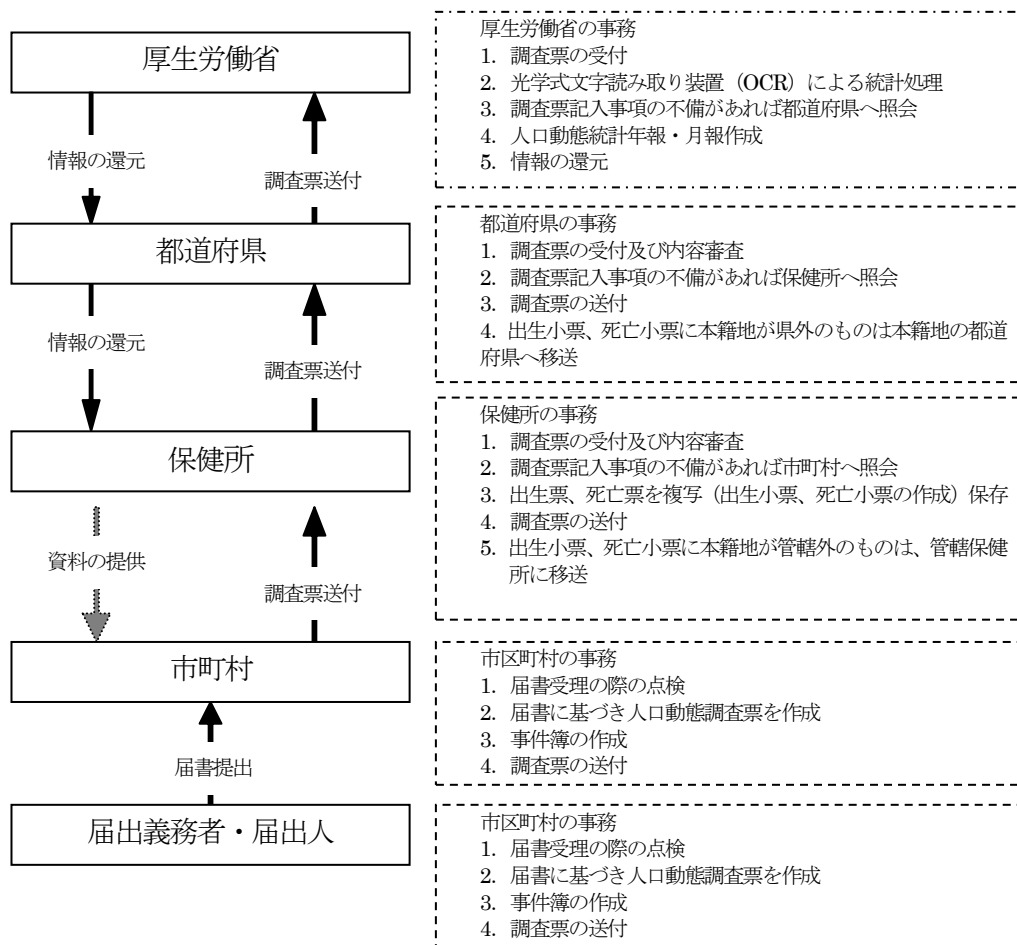 厚生労働省
情報の還元
調査票送付
都道府県
情報の還元
調査票送付
保健所
資料の提供
調査票送付
市町村
届書提出
届出義務者・届出人
厚生労働省の事務
1. 調査票の受付
2. 光学式文字読み取り装置（OCR）による統計処理
3. 調査票記入事項の不備があれば都道府県へ照会
4. 人口動態統計年報・月報作成
5. 情報の還元
都道府県の事務
1. 調査票の受付及び内容審査
2. 調査票記入事項の不備があれば保健所へ照会
3. 調査票の送付
4. 出生小票、死亡小票に本籍地が県外のものは本籍地の都道
府県へ移送
保健所の事務
1. 調査票の受付及び内容審査
2. 調査票記入事項の不備があれば市町村へ照会
3. 出生票、死亡票を複写（出生小票、死亡小票の作成）保存
4. 調査票の送付
5. 出生小票、死亡小票に本籍地が管轄外のものは、管轄保健
所に移送
市区町村の事務
1. 届書受理の際の点検
2. 届書に基づき人口動態調査票を作成
3. 事件簿の作成
4. 調査票の送付
市区町村の事務
1. 届書受理の際の点検
2. 届書に基づき人口動態調査票を作成
3. 事件簿の作成
4. 調査票の送付